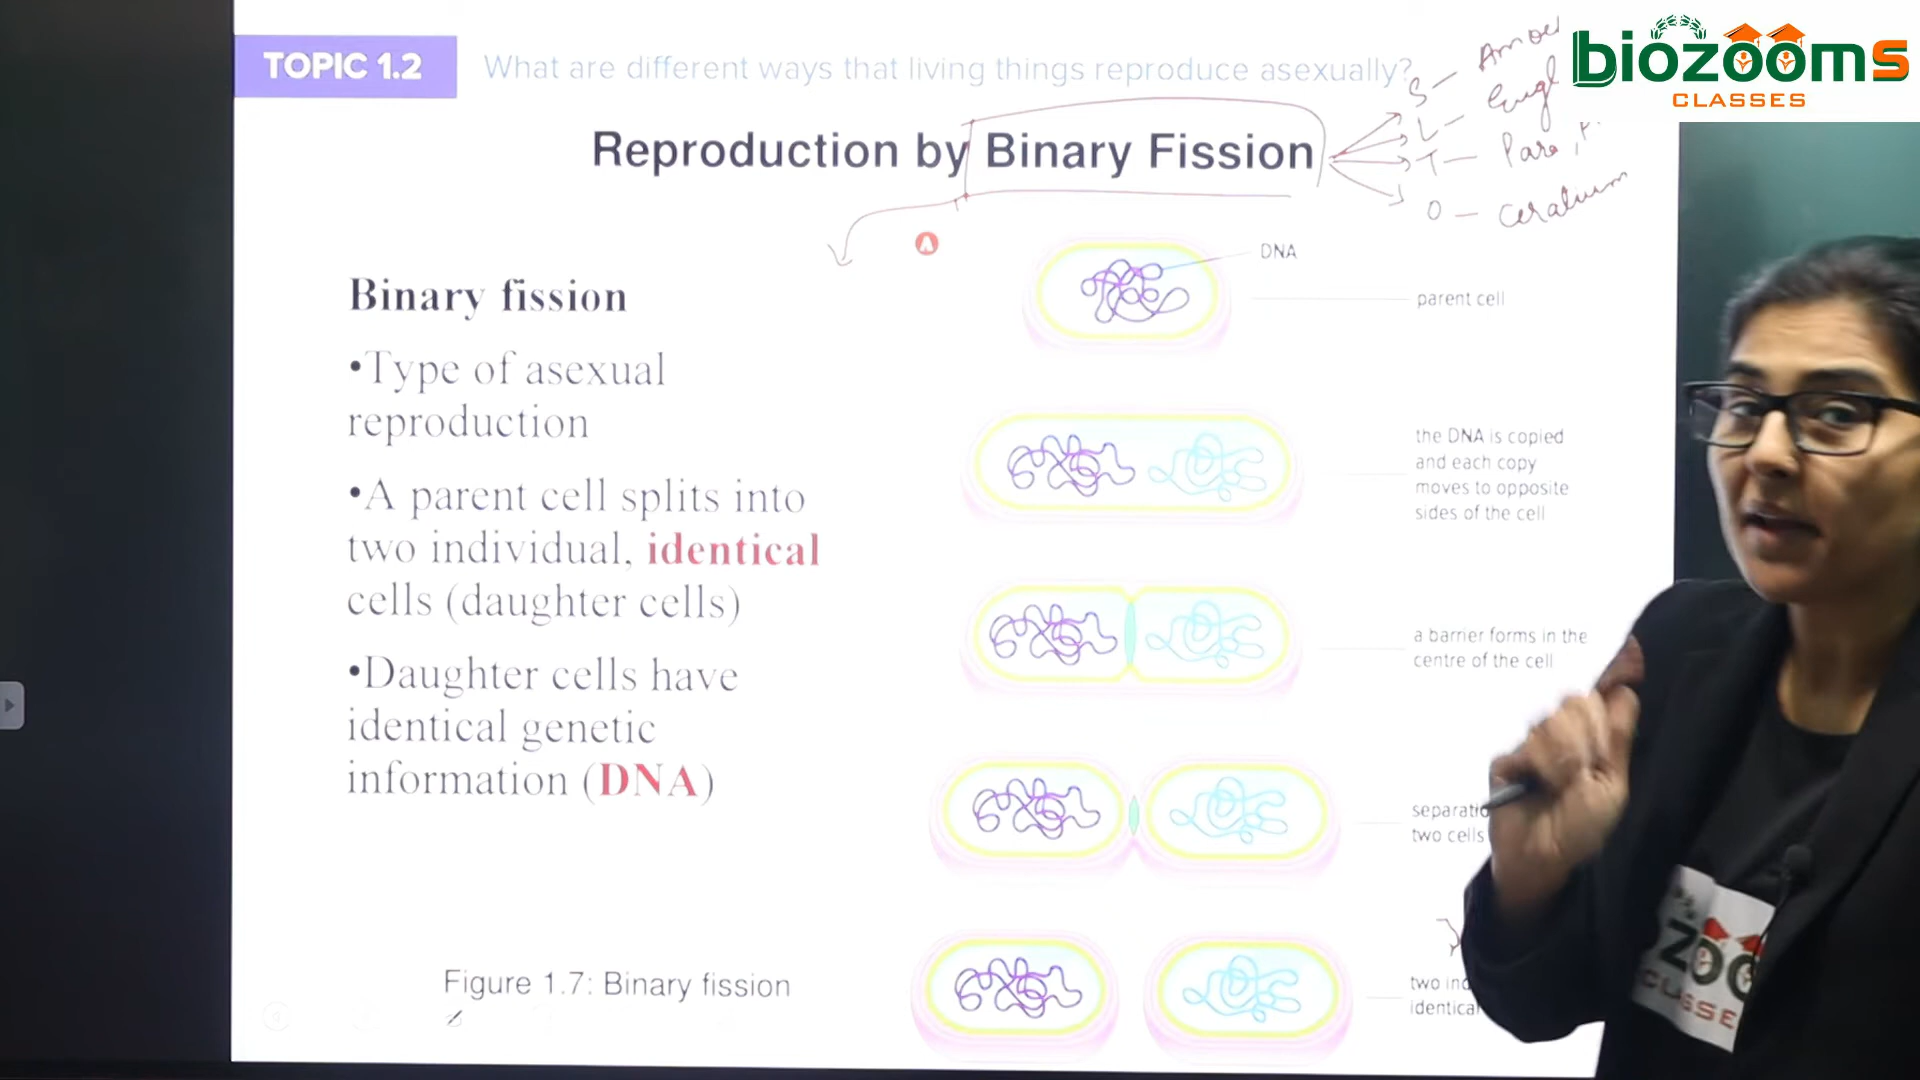 TOPIC 1.2
What are different ways that living things reproduce asexually?
biozooms
CLASSES
Reproduction by Binary Fission
S –
L –
T – Para,
O – Ceratium
A
DNA
parent cell
Binary fission
•Type of asexual
reproduction
•A parent cell splits into
two individual, identical
cells (daughter cells)
•Daughter cells have
identical genetic
information (DNA)
the DNA is copied
and each copy
moves to opposite
sides of the cell
a barrier forms in the
centre of the cell
two cells
two
Figure 1.7: Binary fission